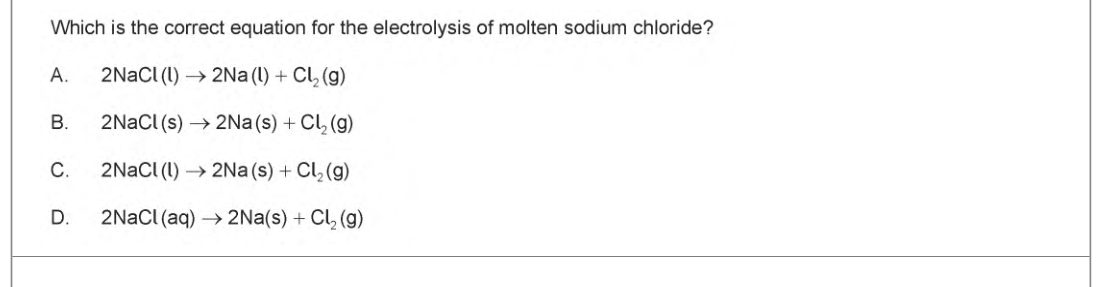 Which is the correct equation for the electrolysis of molten sodium chloride?
A. 2NaCl (l) → 2Na (l) + Cl₂ (g)
B. 2NaCl (s) → 2Na (s) + Cl₂ (g)
C. 2NaCl (l) → 2Na (s) + Cl₂ (g)
D. 2NaCl (aq) → 2Na(s) + Cl₂ (g)